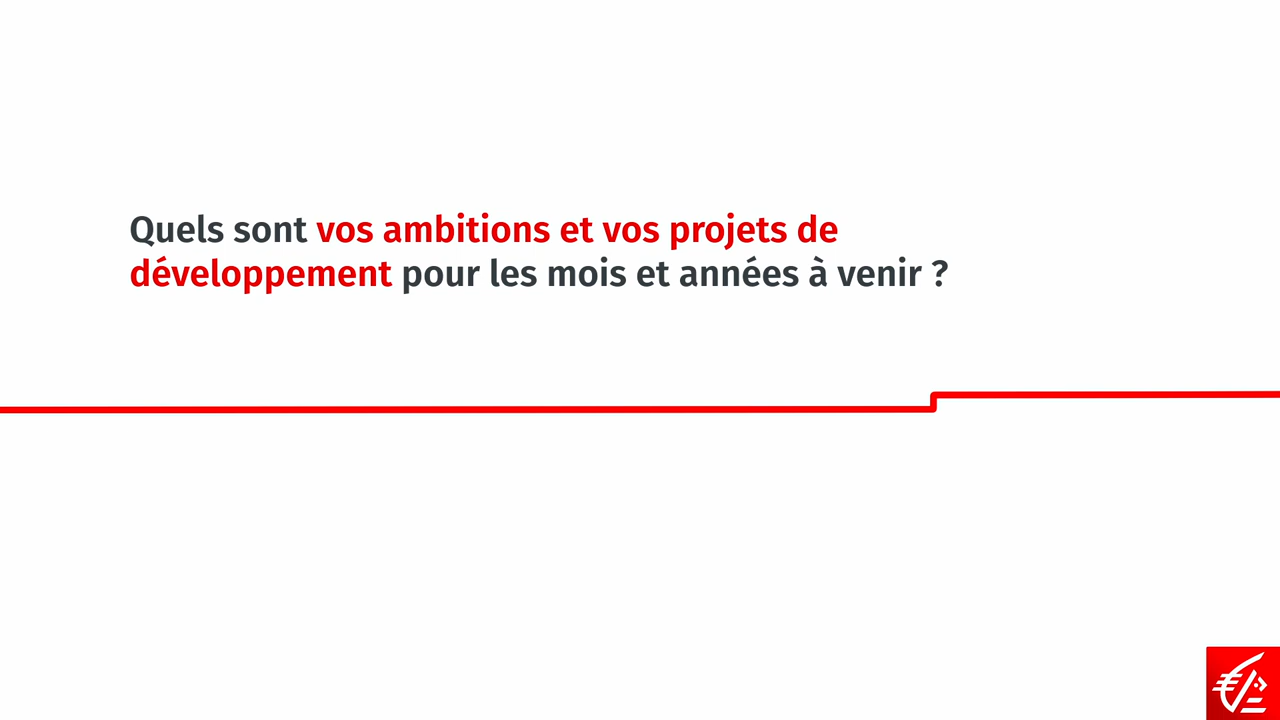 Quels sont vos ambitions et vos projets de
développement pour les mois et années à venir ?